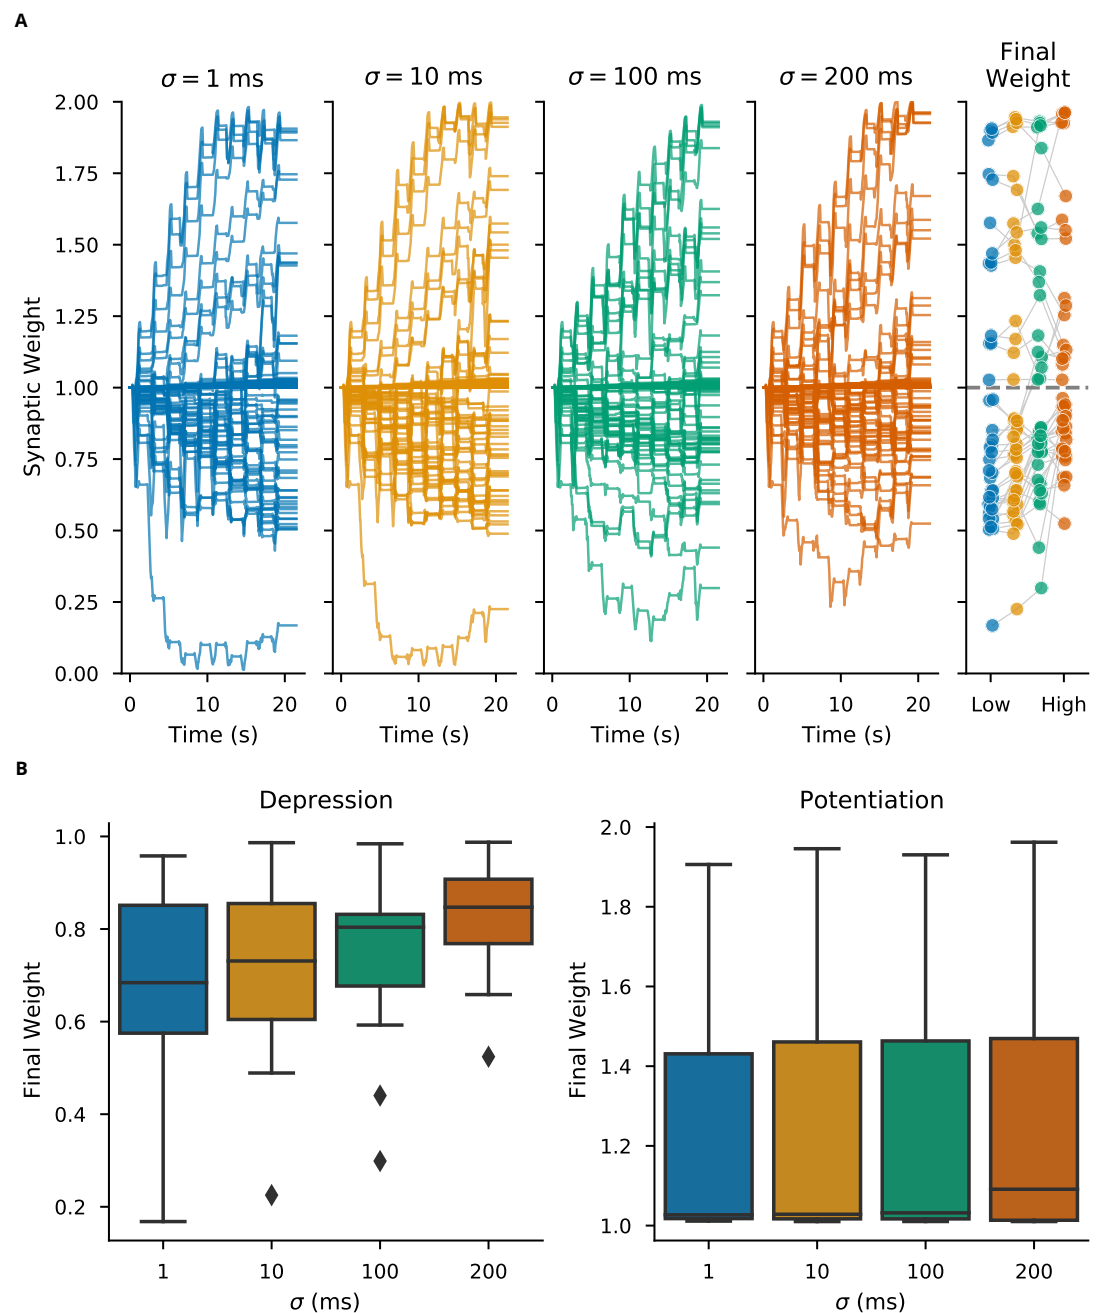 A
σ = 1 ms
σ = 10 ms
σ = 100 ms
σ = 200 ms
Final
Weight
Synaptic Weight
2.00
1.75
1.50
1.25
1.00
0.75
0.50
0.25
0.00
0 10 20
0 10 20
0 10 20
0 10 20
Low High
Time (s)
Time (s)
Time (s)
Time (s)
B
Depression
Final Weight
1.0
0.8
0.6
0.4
0.2
1 10 100 200
σ (ms)
Potentiation
Final Weight
2.0
1.8
1.6
1.4
1.2
1.0
1 10 100 200
σ (ms)